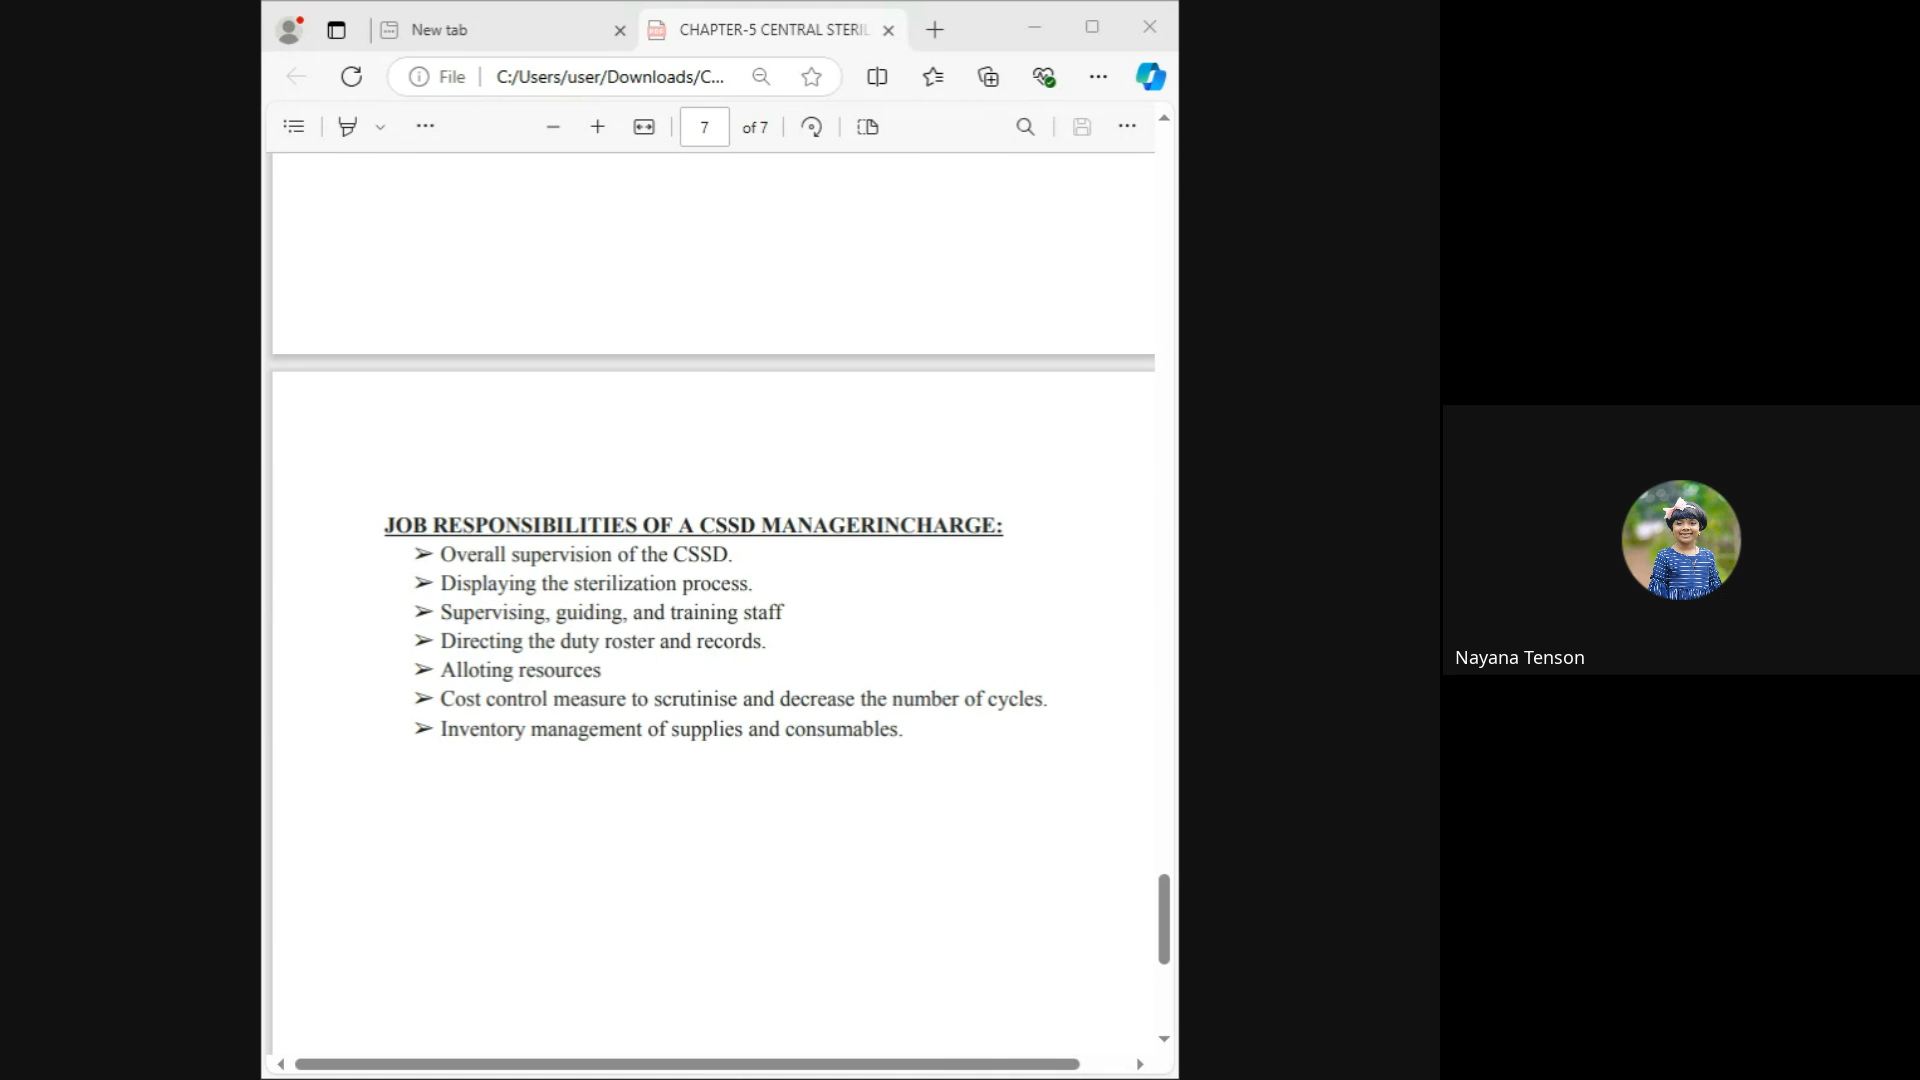 New tab
CHAPTER-5 CENTRAL STERIL
File
C:/Users/user/Downloads/C...
7
of 7
JOB RESPONSIBILITIES OF A CSSD MANAGERINCHARGE:
➢ Overall supervision of the CSSD.
➢ Displaying the sterilization process.
➢ Supervising, guiding, and training staff
➢ Directing the duty roster and records.
➢ Alloting resources
➢ Cost control measure to scrutinise and decrease the number of cycles.
➢ Inventory management of supplies and consumables.
Nayana Tenson